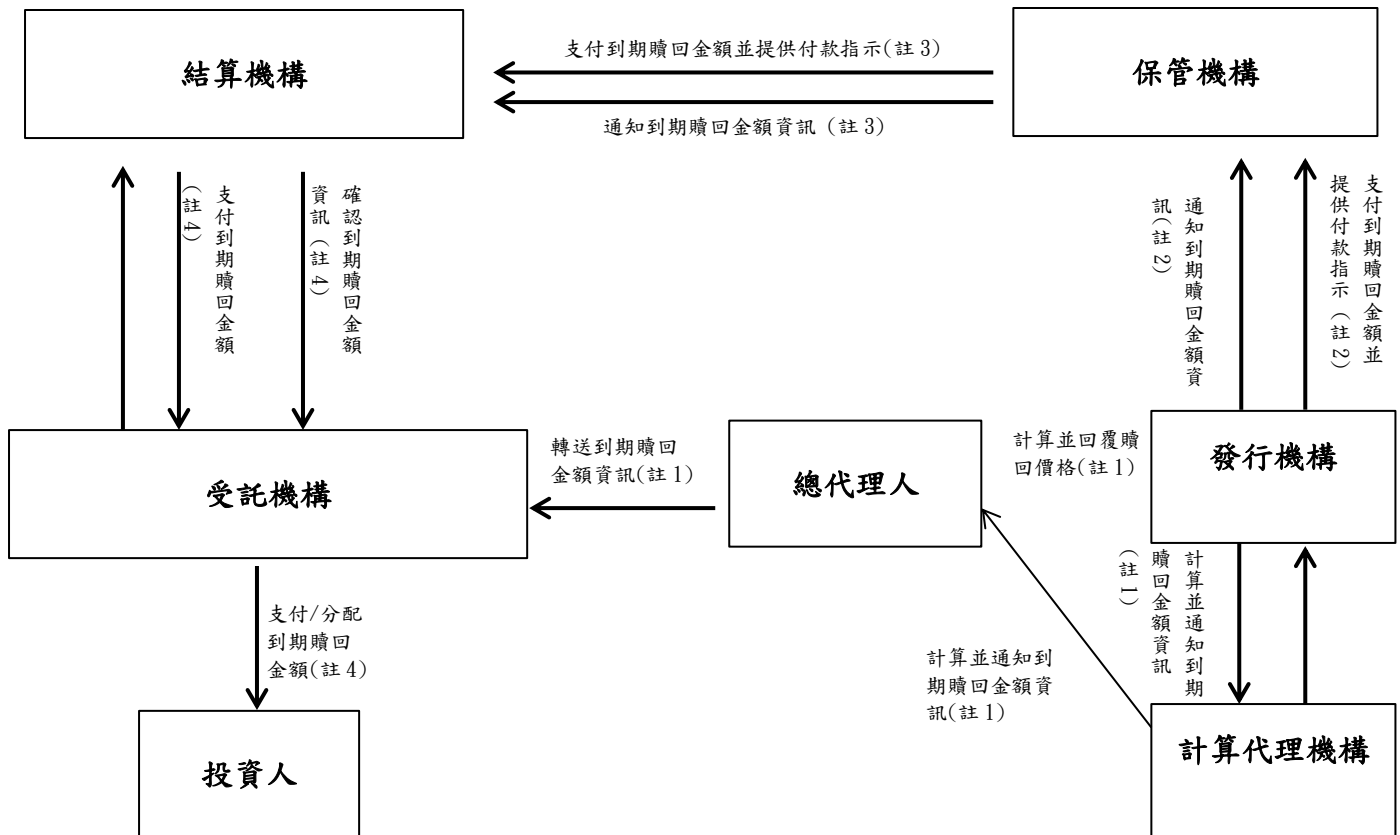 結算機構
支付到期贖回金額並提供付款指示(註 3)
通知到期贖回金額資訊 (註 3)
保管機構
支付到期贖回金額
(註 4)
確認到期贖回金額
資訊 (註 4)
通知到期贖回金額資
訊(註 2)
支付到期贖回金額並
提供付款指示 (註 2)
受託機構
轉送到期贖回
金額資訊(註 1)
總代理人
計算並回覆贖
回價格(註 1)
發行機構
計算並通知到期
贖回金額資訊
(註 1)
支付/分配
到期贖回
金額(註 4)
計算並通知到
期贖回金額資
訊(註 1)
投資人
計算代理機構